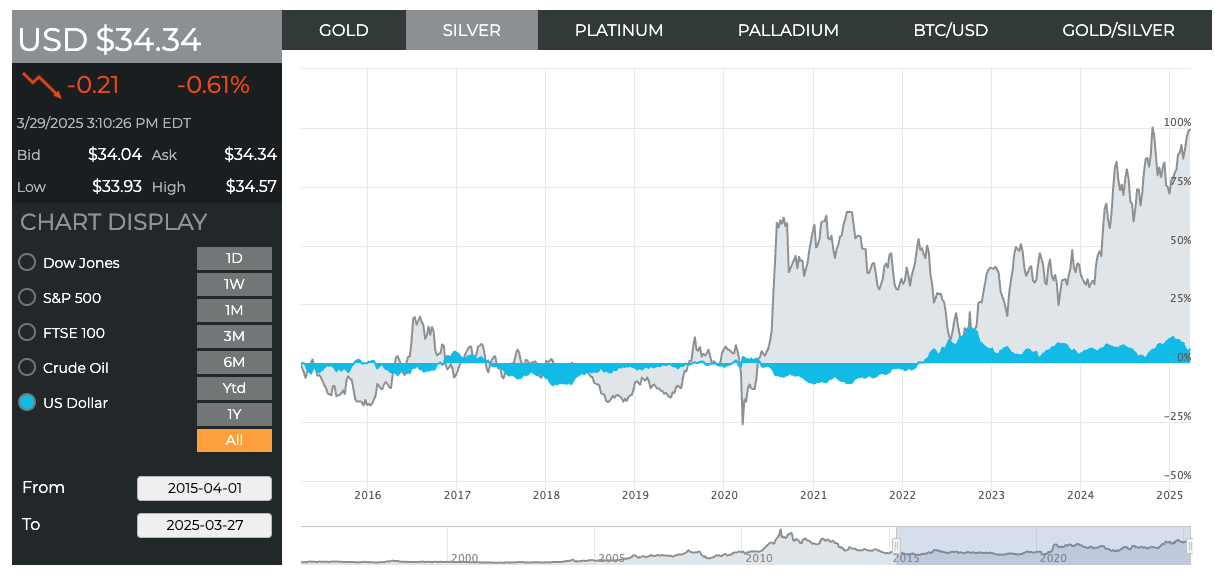 GOLD SILVER PLATINUM PALLADIUM BTC/USD GOLD/SILVER
USD $34.34
-0.21 -0.61%
3/29/2025 3:10:26 PM EDT
Bid $34.04 Ask $34.34
Low $33.93 High $34.57
CHART DISPLAY
Dow Jones
S&P 500
FTSE 100
Crude Oil
US Dollar
1D
1W
1M
3M
6M
Ytd
1Y
All
From 2015-04-01
To 2025-03-27
100%
75%
50%
25%
0%
-25%
-50%
2016 2017 2018 2019 2020 2021 2022 2023 2024 2025
2000 2005 2010 2015 2020